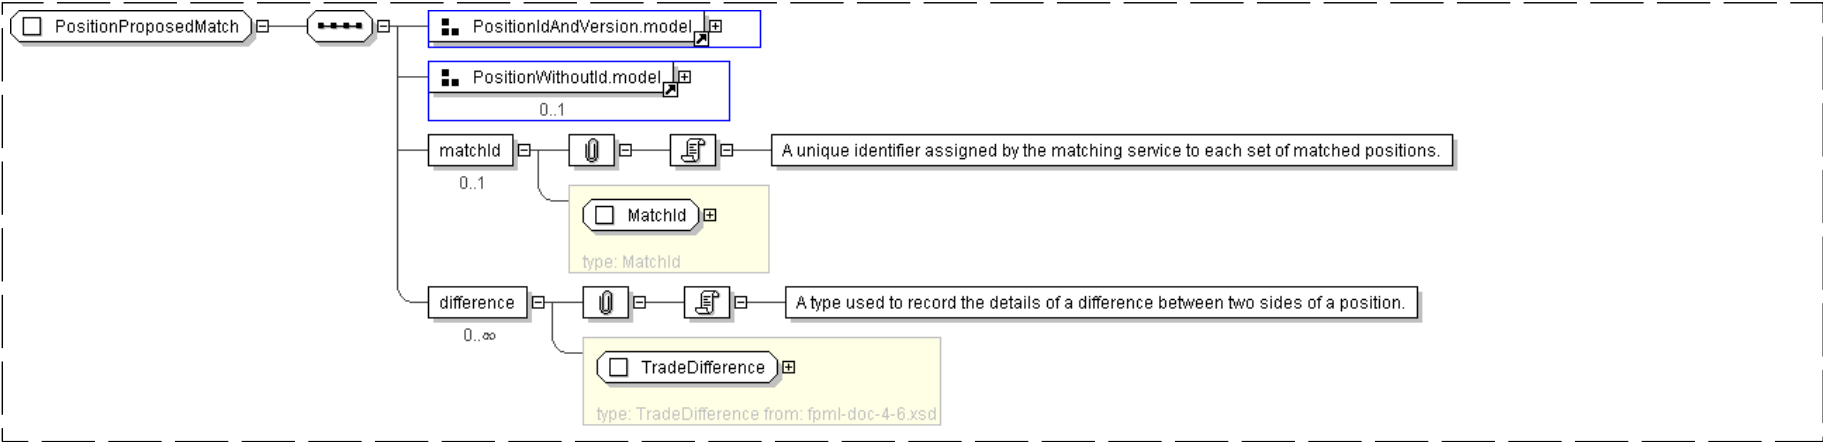 PositionProposedMatch
PositionIdAndVersion.model
PositionWithoutId.model
0..1
matchId
A unique identifier assigned by the matching service to each set of matched positions.
0..1
MatchId
type: MatchId
difference
A type used to record the details of a difference between two sides of a position.
0..∞
TradeDifference
type: TradeDifference from: fpml-doc-4-6.xsd